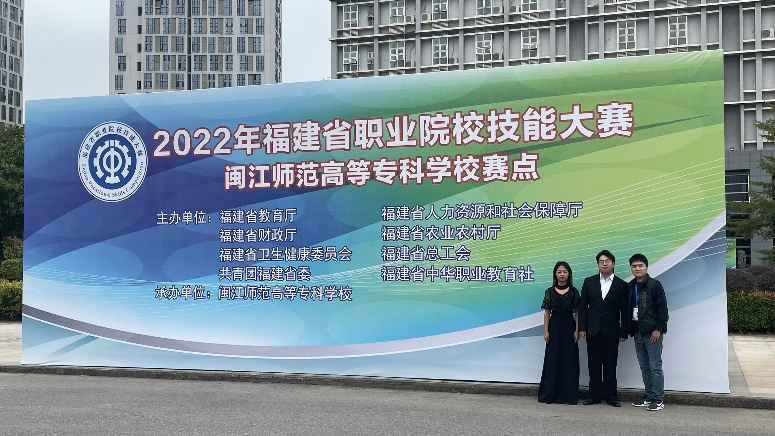 2022年福建省职业院校技能大赛
闽江师范高等专科学校赛点
主办单位：福建省教育厅 福建省人力资源和社会保障厅
福建省财政厅 福建省农业农村厅
福建省卫生健康委员会 福建省总工会
共青团福建省委 福建省中华职业教育社
承办单位：闽江师范高等专科学校